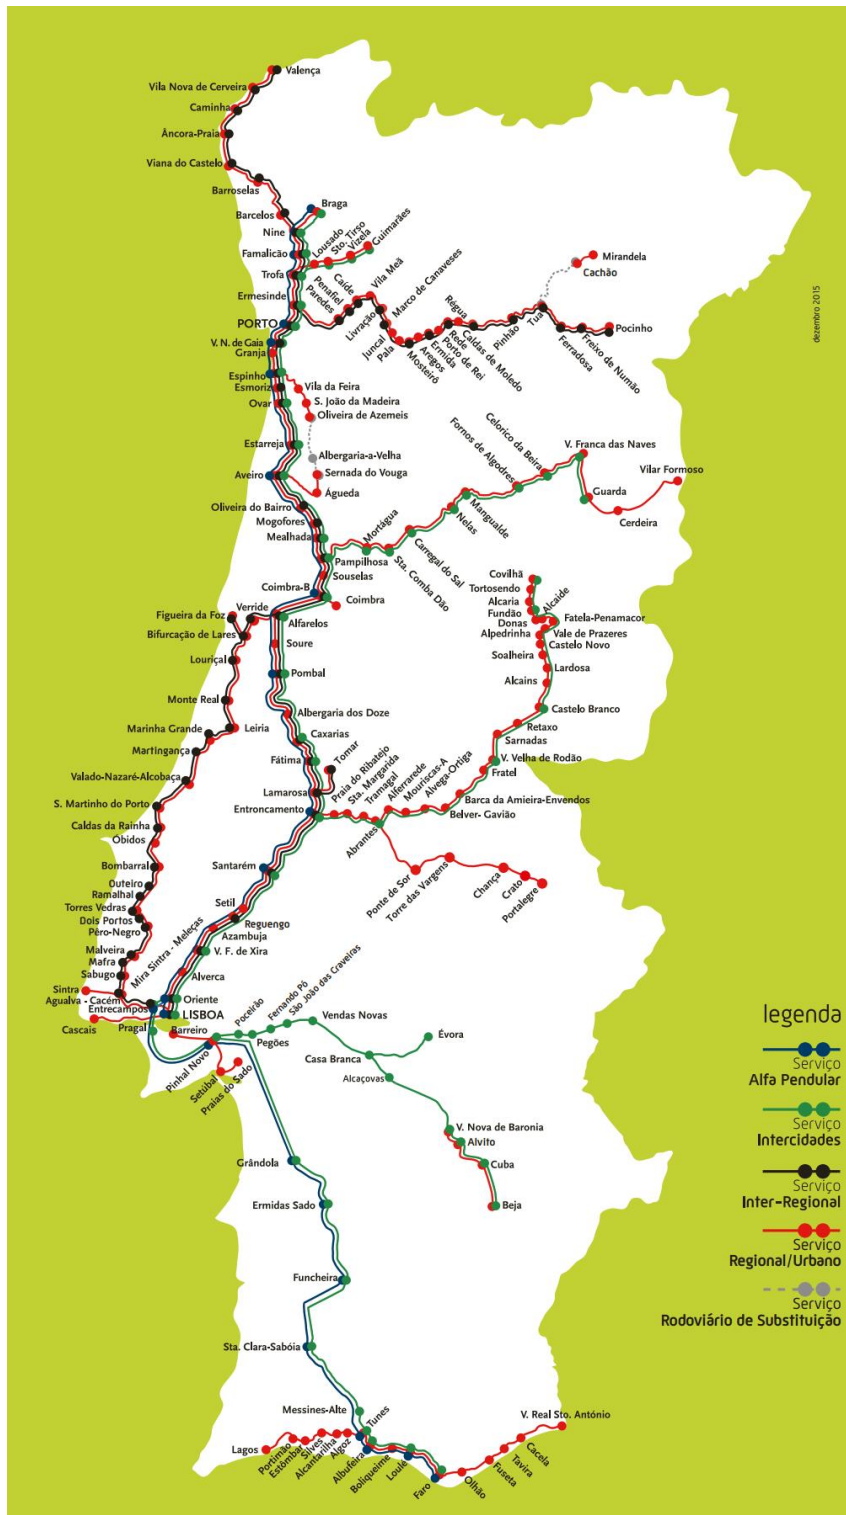 Valença
Vila Nova de Cerveira
Caminha
Âncora-Praia
Viana do Castelo
Barroselas
Barcelos
Braga
Nine
Famalicão
Lousado
Sto. Tirso
Vizela
Guimarães
Trofa
Ermesinde
Paredes
Penafiel
Caíde
Vila Meã
Livração
Marco de Canaveses
Juncal
Pala
Mosteirô
Aregos
Ermida
Porto de Rei
Rede
Régua
Caldas de Moledo
Pinhão
Tua
Mirandela
Cachão
Ferradosa
Freixo de Numão
Pocinho
dezembro 2015
PORTO
V. N. de Gaia
Granja
Espinho
Esmoriz
Ovar
Vila da Feira
S. João da Madeira
Oliveira de Azemeis
Estarreja
Albergaria-a-Velha
Aveiro
Sernada do Vouga
Águeda
Oliveira do Bairro
Mogofores
Mealhada
Pampilhosa
Mortágua
Sta. Comba Dão
Carregal do Sal
Nelas
Mangualde
Fornos de Algodres
Celorico da Beira
V. Franca das Naves
Guarda
Cerdeira
Vilar Formoso
Souselas
Coimbra-B
Coimbra
Figueira da Foz
Verride
Bifurcação de Lares
Alfarelos
Soure
Louriçal
Pombal
Monte Real
Albergaria dos Doze
Marinha Grande
Leiria
Martingança
Caxarias
Fátima
Tomar
Valado-Nazaré-Alcobaça
Lamarosa
S. Martinho do Porto
Entroncamento
Caldas da Rainha
Óbidos
Covilhã
Tortosendo
Alcaria
Fundão
Donas
Alcaide
Fatela-Penamacor
Alpedrinha
Vale de Prazeres
Castelo Novo
Soalheira
Lardosa
Alcains
Castelo Branco
Retaxo
Sarnadas
V. Velha de Rodão
Fratel
Barca da Amieira-Envendos
Belver- Gavião
Praia do Ribatejo
Sta. Margarida
Tramagal
Alferrarede
Mouriscas-A
Alvega-Ortiga
Abrantes
Ponte de Sor
Torre das Vargens
Chança
Crato
Portalegre
Bombarral
Outeiro
Ramalhal
Torres Vedras
Dois Portos
Pêro-Negro
Malveira
Mafra
Sabugo
Mira Sintra - Meleças
Santarém
Setil
Reguengo
Azambuja
V. F. de Xira
Alverca
Sintra
Agualva - Cacém
Entrecampos
Oriente
LISBOA
Cascais
Pragal
Barreiro
Pinhal Novo
Setúbal
Praias do Sado
Poceirão
Pegões
Fernando Pó
São João das Craveiras
Vendas Novas
Casa Branca
Évora
Alcaçovas
V. Nova de Baronia
Alvito
Cuba
Beja
Grândola
Ermidas Sado
Funcheira
Sta. Clara-Sabóia
Messines-Alte
Tunes
Lagos
Portimão
Estômbar
Silves
Alcantarilha
Algoz
Albufeira
Boliqueime
Loulé
Faro
Olhão
Fuseta
Tavira
Cacela
V. Real Sto. António
legenda
Serviço
Alfa Pendular
Serviço
Intercidades
Serviço
Inter-Regional
Serviço
Regional/Urbano
Serviço
Rodoviário de Substituição